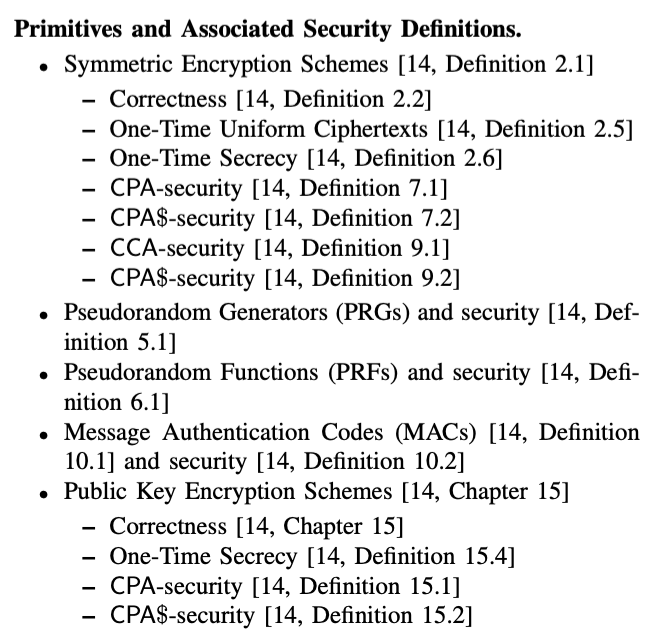 Primitives and Associated Security Definitions.
• Symmetric Encryption Schemes [14, Definition 2.1]
– Correctness [14, Definition 2.2]
– One-Time Uniform Ciphertexts [14, Definition 2.5]
– One-Time Secrecy [14, Definition 2.6]
– CPA-security [14, Definition 7.1]
– CPA$-security [14, Definition 7.2]
– CCA-security [14, Definition 9.1]
– CPA$-security [14, Definition 9.2]
• Pseudorandom Generators (PRGs) and security [14, Def-
inition 5.1]
• Pseudorandom Functions (PRFs) and security [14, Defi-
nition 6.1]
• Message Authentication Codes (MACs) [14, Definition
10.1] and security [14, Definition 10.2]
• Public Key Encryption Schemes [14, Chapter 15]
– Correctness [14, Chapter 15]
– One-Time Secrecy [14, Definition 15.4]
– CPA-security [14, Definition 15.1]
– CPA$-security [14, Definition 15.2]